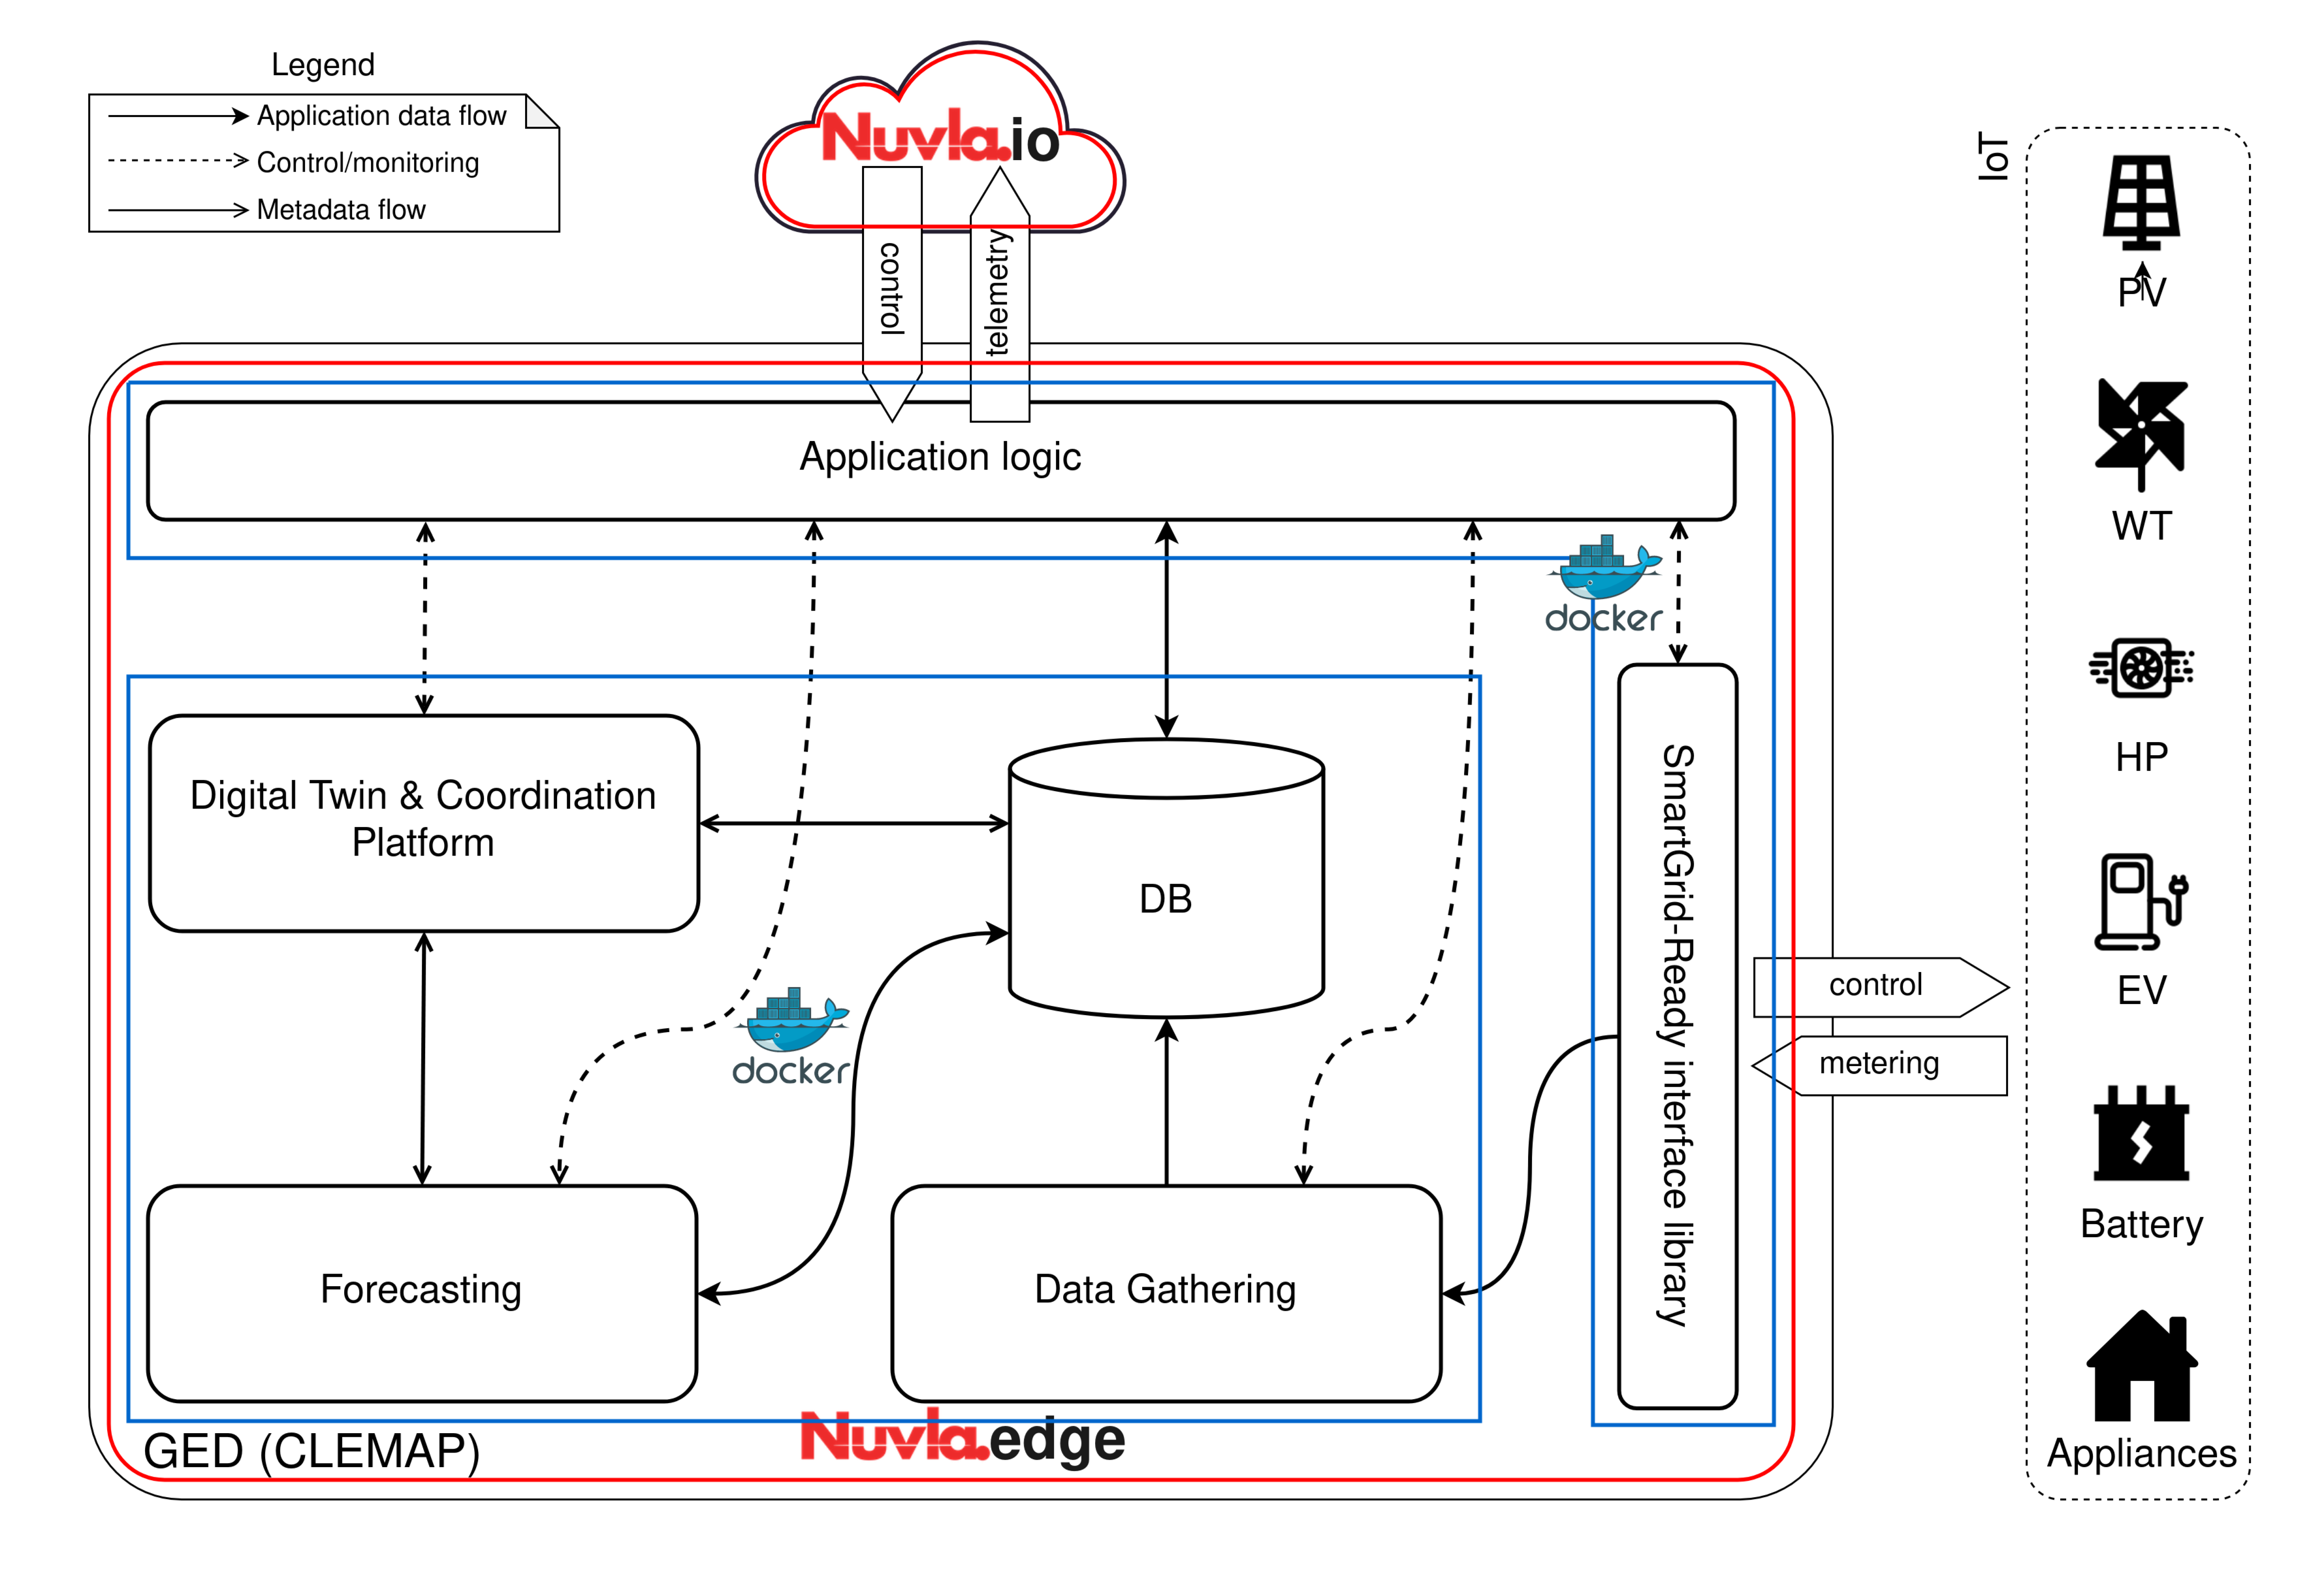 Legend
Application data flow
Control/monitoring
Metadata flow
Nuvla.io
control
telemetry
IoT
PV
WT
HP
EV
Battery
Appliances
Application logic
docker
Digital Twin & Coordination
Platform
DB
SmartGrid-Ready interface library
control
metering
docker
Forecasting
Data Gathering
GED (CLEMAP)
Nuvla.edge